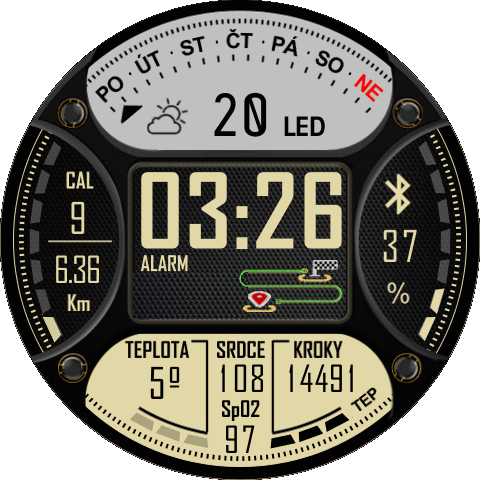 PO · ÚT · ST · ČT · PÁ · SO · NE
20 LED
CAL
9
6.36
Km
03:26
ALARM
37
%
TEPLOTA
5º
SRDCE
108
SpO2
97
KROKY
14491
TEP